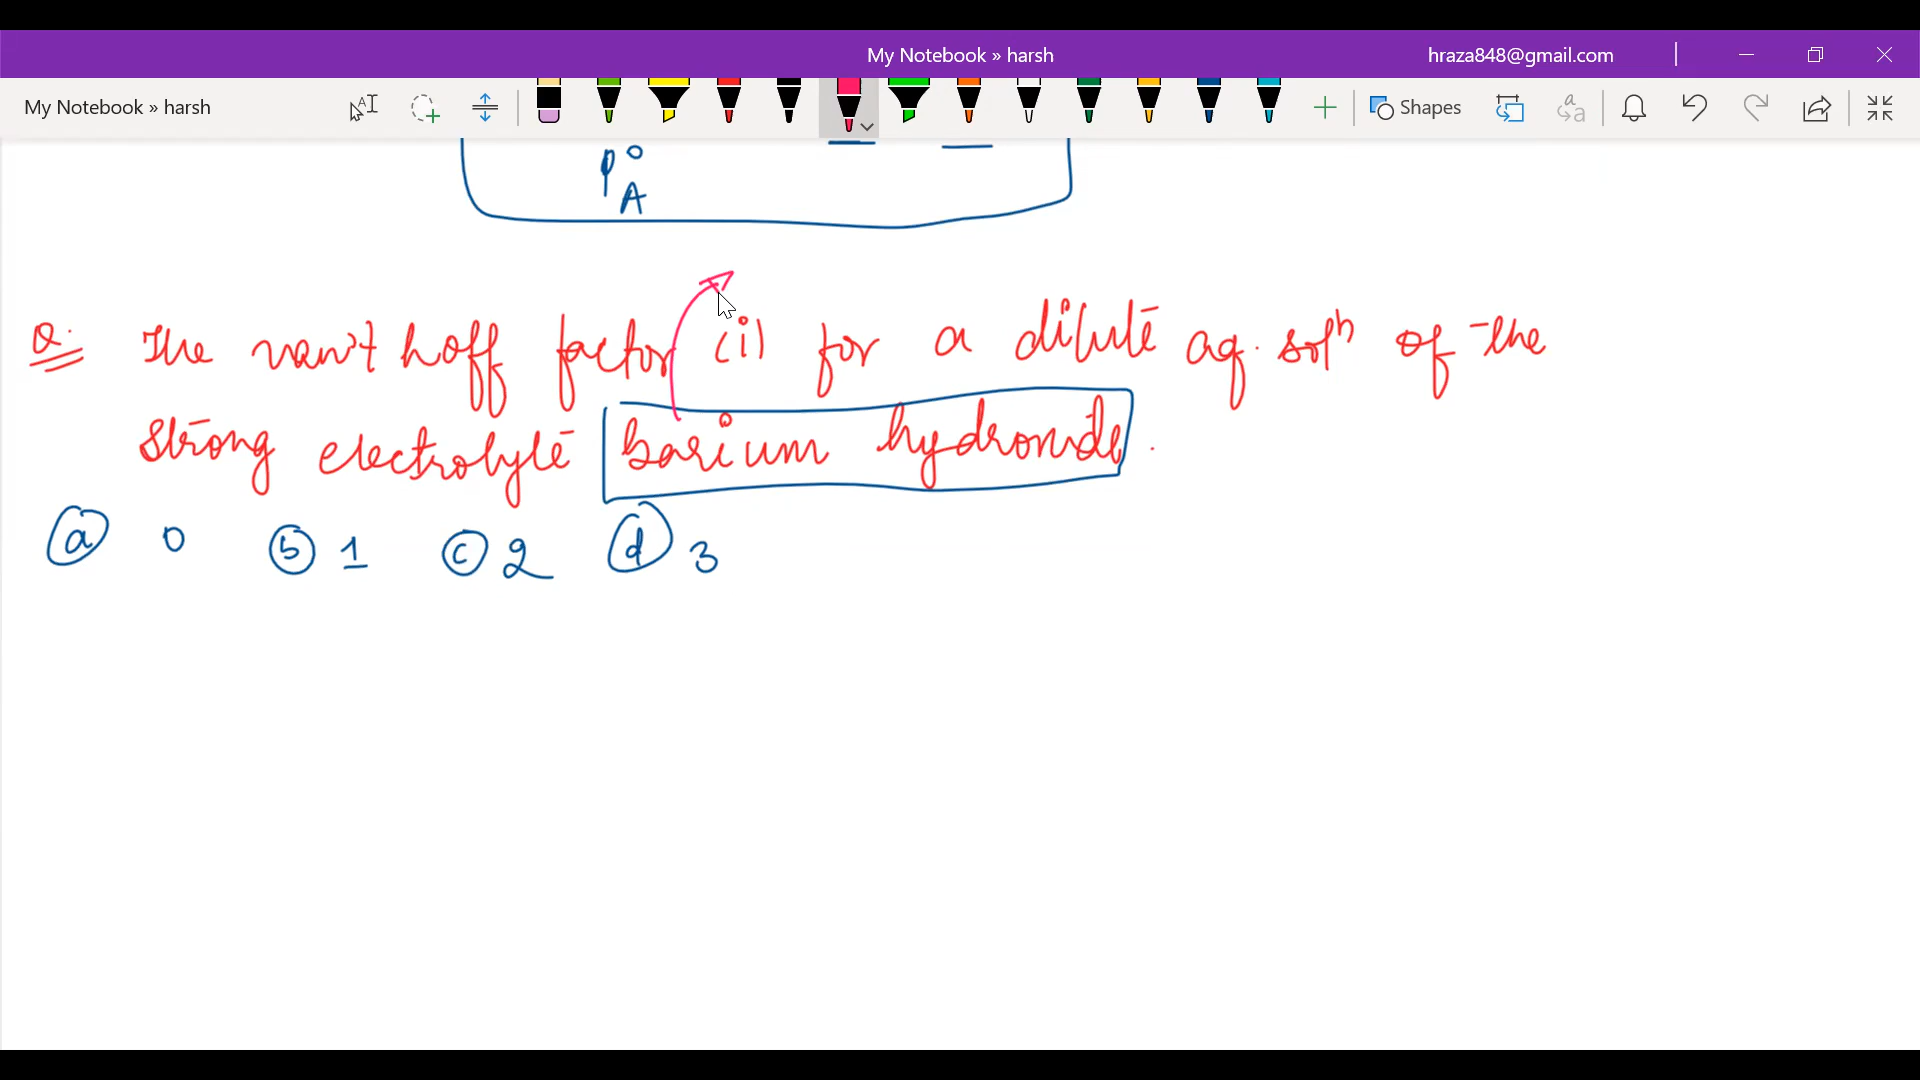 My Notebook » harsh
hraza848@gmail.com
My Notebook » harsh
Shapes
P° A
Q. The van't hoff factor (i) for a dilute aq. solⁿ of the
strong electrolyte barium hydroxide.
(a) 0 (b) 1 (c) 2 (d) 3